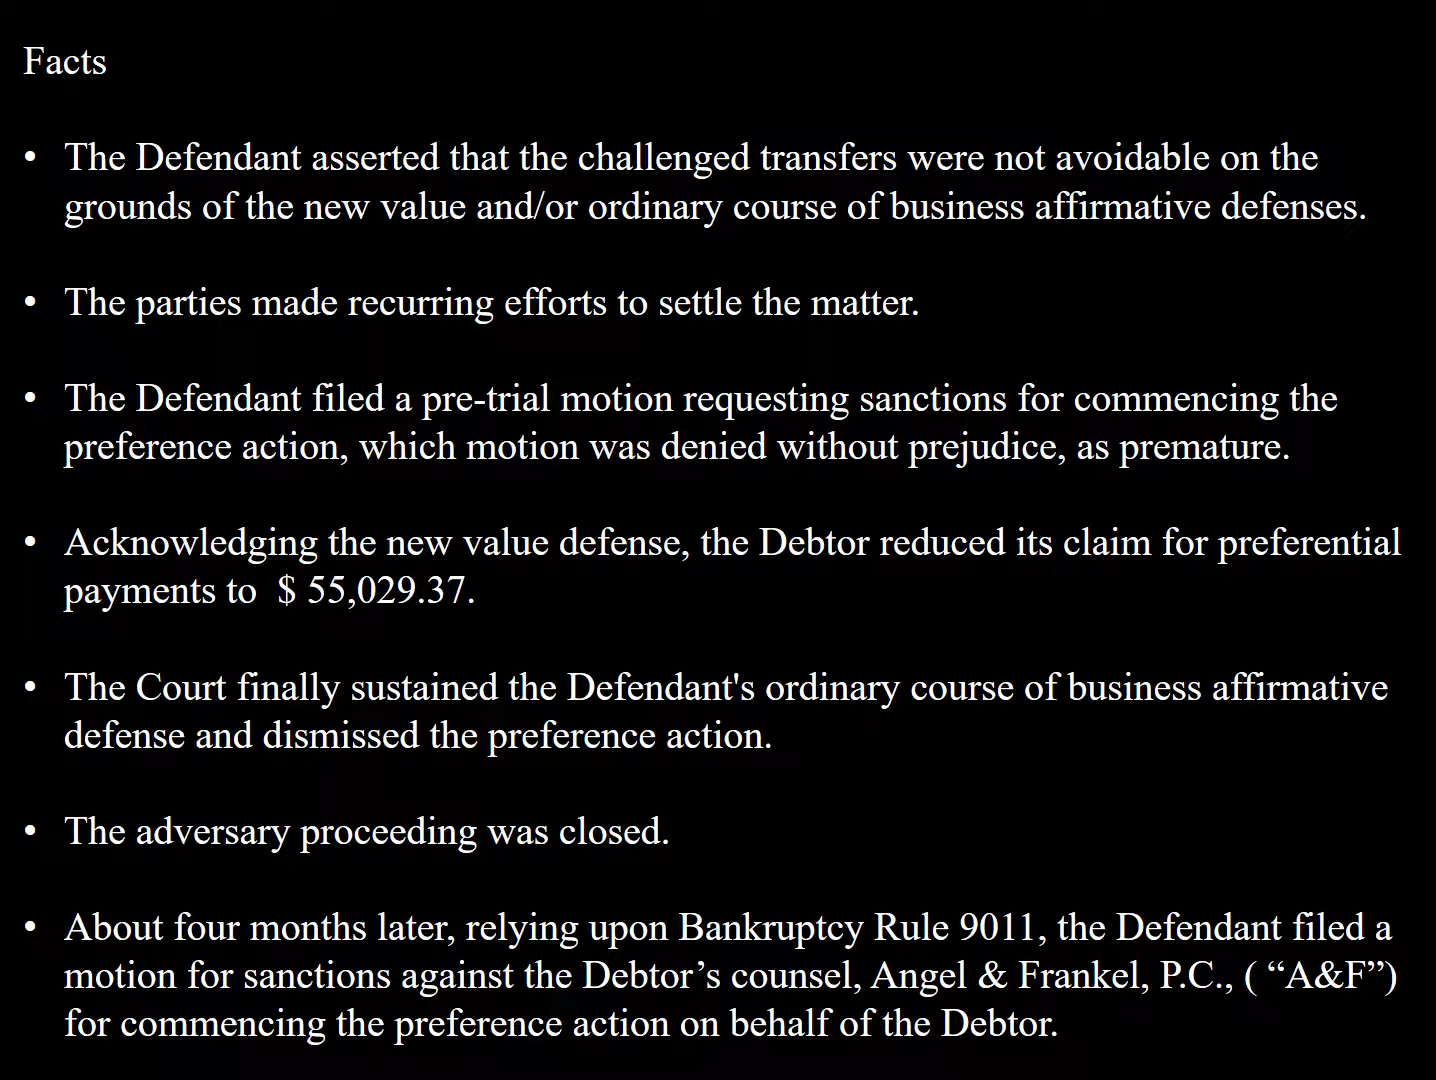 Facts
• The Defendant asserted that the challenged transfers were not avoidable on the
grounds of the new value and/or ordinary course of business affirmative defenses.
• The parties made recurring efforts to settle the matter.
• The Defendant filed a pre-trial motion requesting sanctions for commencing the
preference action, which motion was denied without prejudice, as premature.
• Acknowledging the new value defense, the Debtor reduced its claim for preferential
payments to  $ 55,029.37.
• The Court finally sustained the Defendant's ordinary course of business affirmative
defense and dismissed the preference action.
• The adversary proceeding was closed.
• About four months later, relying upon Bankruptcy Rule 9011, the Defendant filed a
motion for sanctions against the Debtor’s counsel, Angel & Frankel, P.C., ( “A&F”)
for commencing the preference action on behalf of the Debtor.